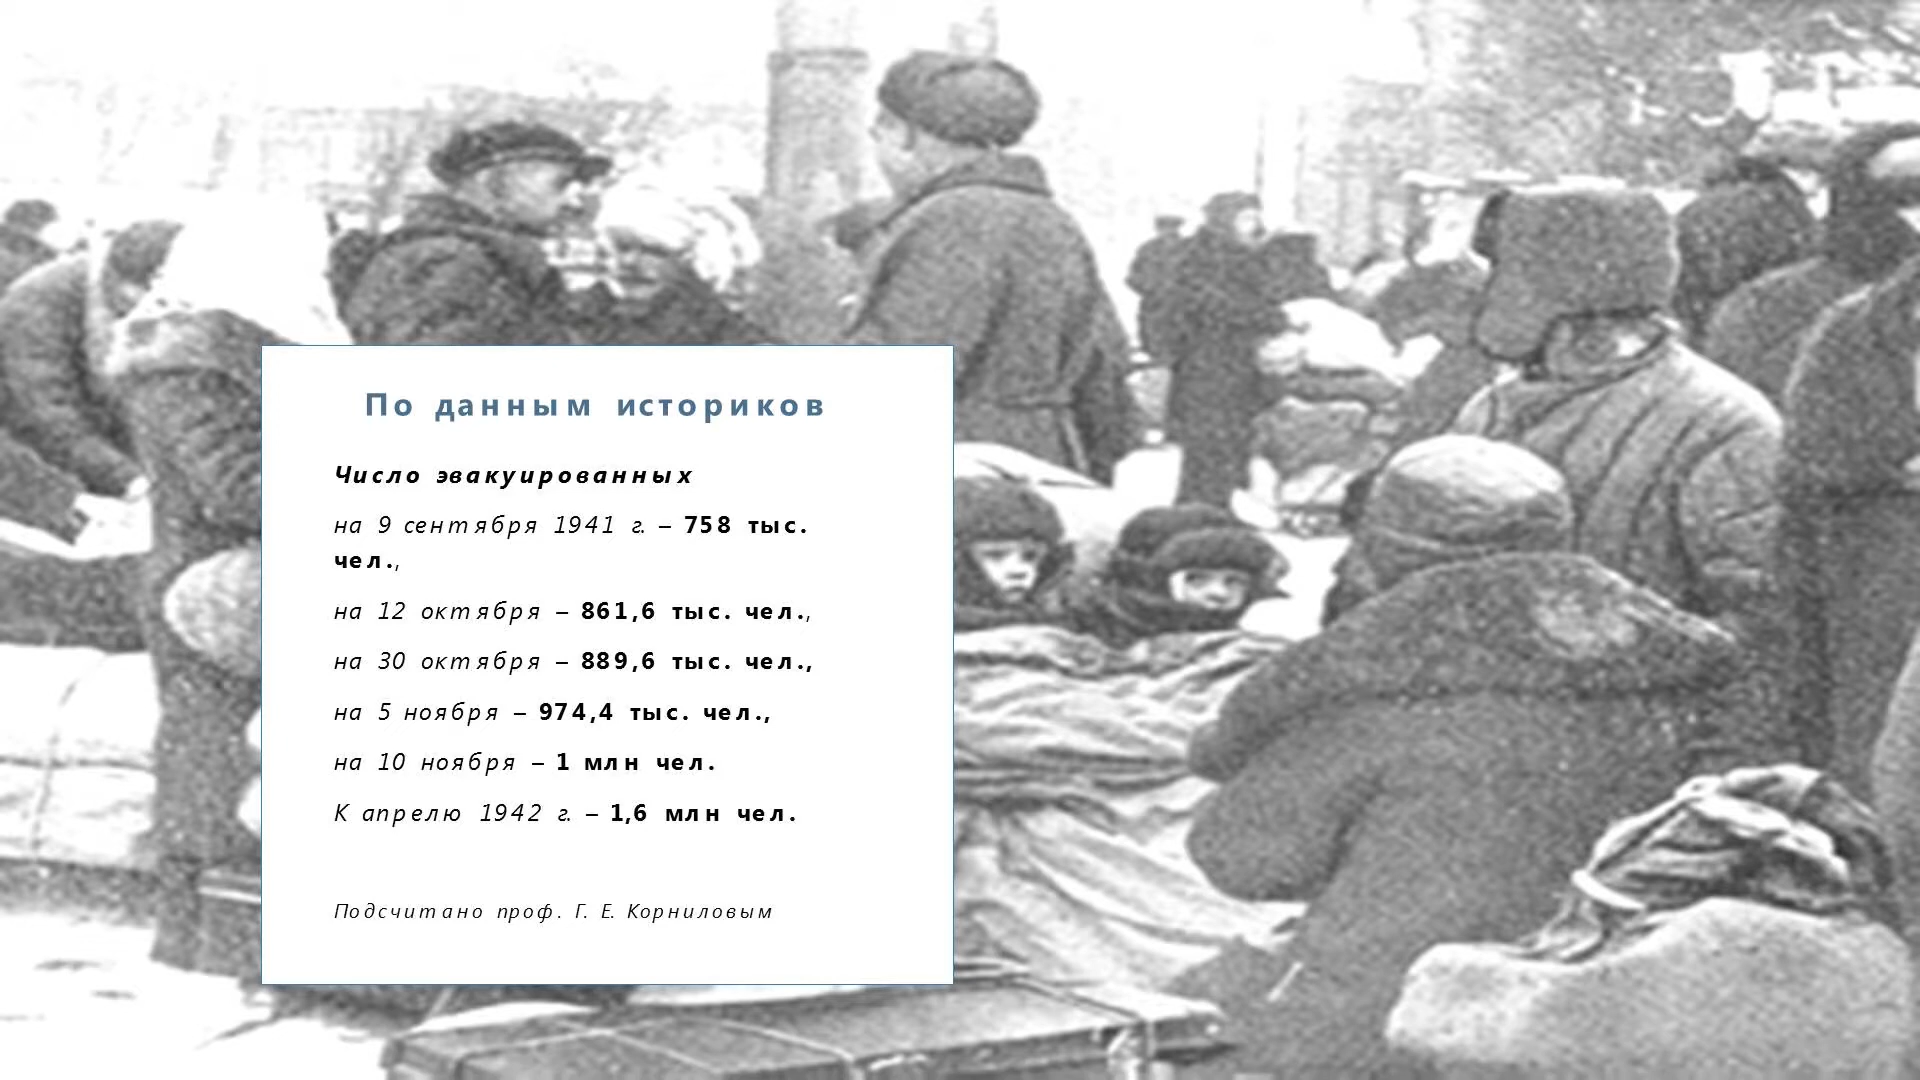 По данным историков
Число эвакуированных
на 9 сентября 1941 г. – 758 тыс.
чел.,
на 12 октября – 861,6 тыс. чел.,
на 30 октября – 889,6 тыс. чел.,
на 5 ноября – 974,4 тыс. чел.,
на 10 ноября – 1 млн чел.
К апрелю 1942 г. – 1,6 млн чел.
Подсчитано проф. Г. Е. Корниловым